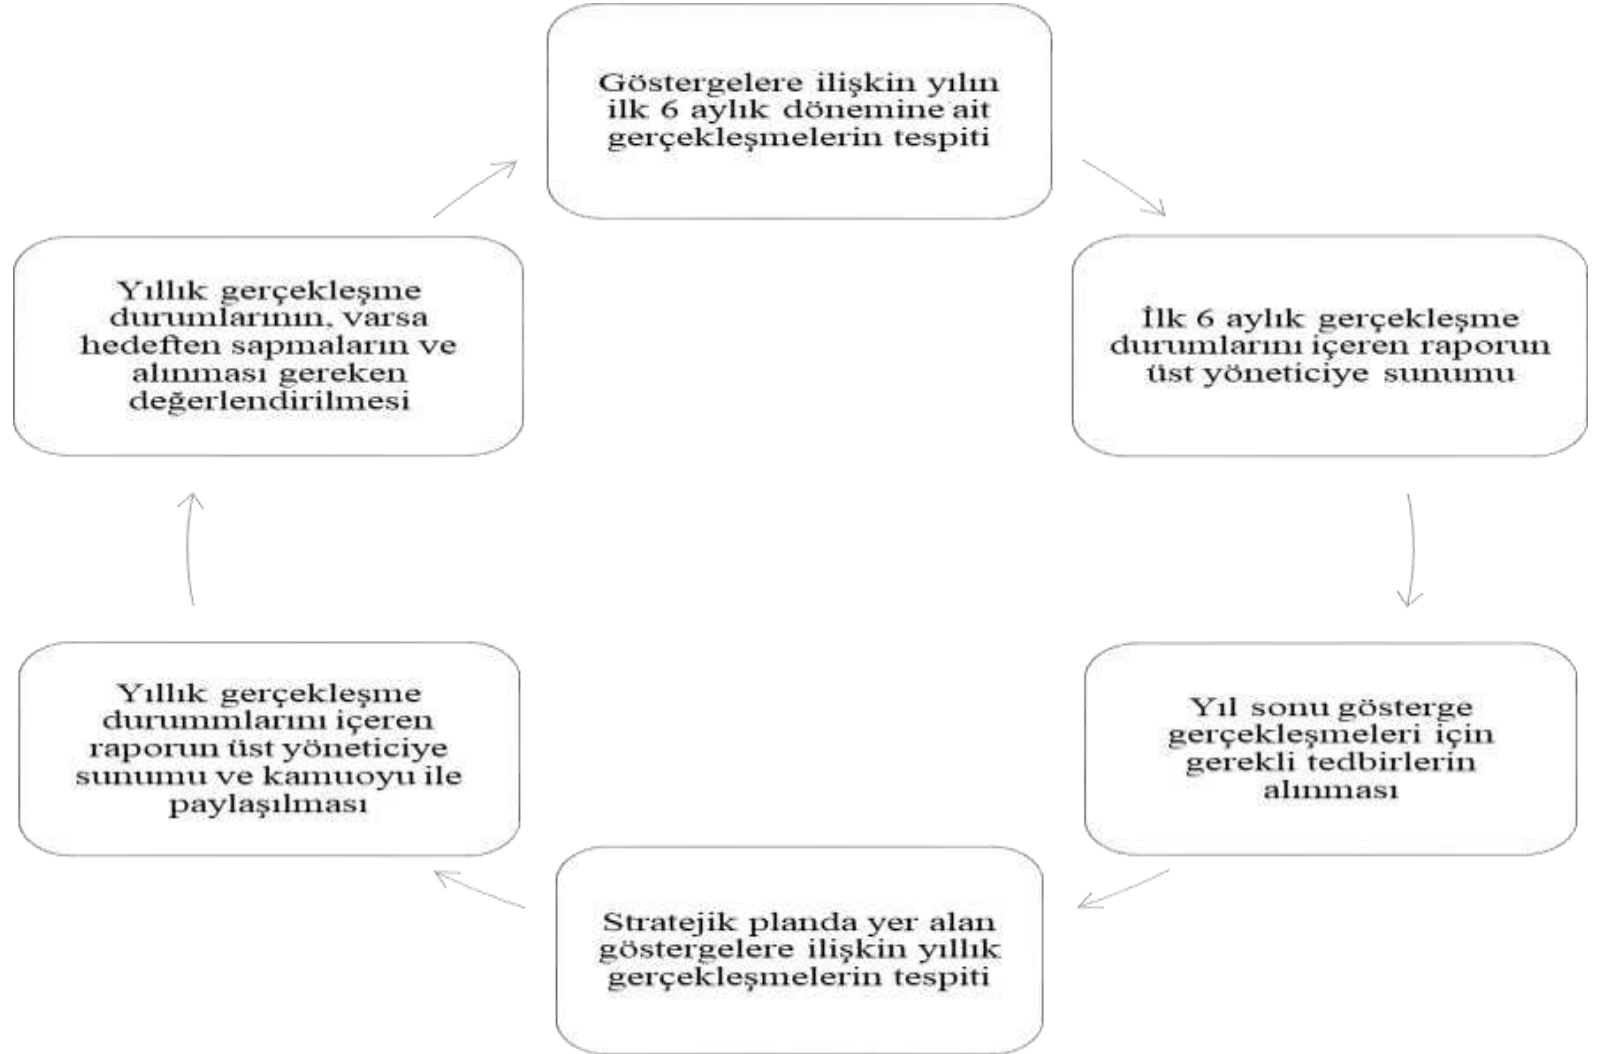 Göstergelere ilişkin yılın
ilk 6 aylık dönemine ait
gerçekleşmelerin tespiti
İlk 6 aylık gerçekleşme
durumlarını içeren raporun
üst yöneticiye sunumu
Yıl sonu gösterge
gerçekleşmeleri için
gerekli tedbirlerin
alınması
Stratejik planda yer alan
göstergelere ilişkin yıllık
gerçekleşmelerin tespiti
Yıllık gerçekleşme
durummlarını içeren
raporun üst yöneticiye
sunumu ve kamuoyu ile
paylaşılması
Yıllık gerçekleşme
durumlarının, varsa
hedeften sapmaların ve
alınması gereken
değerlendirilmesi